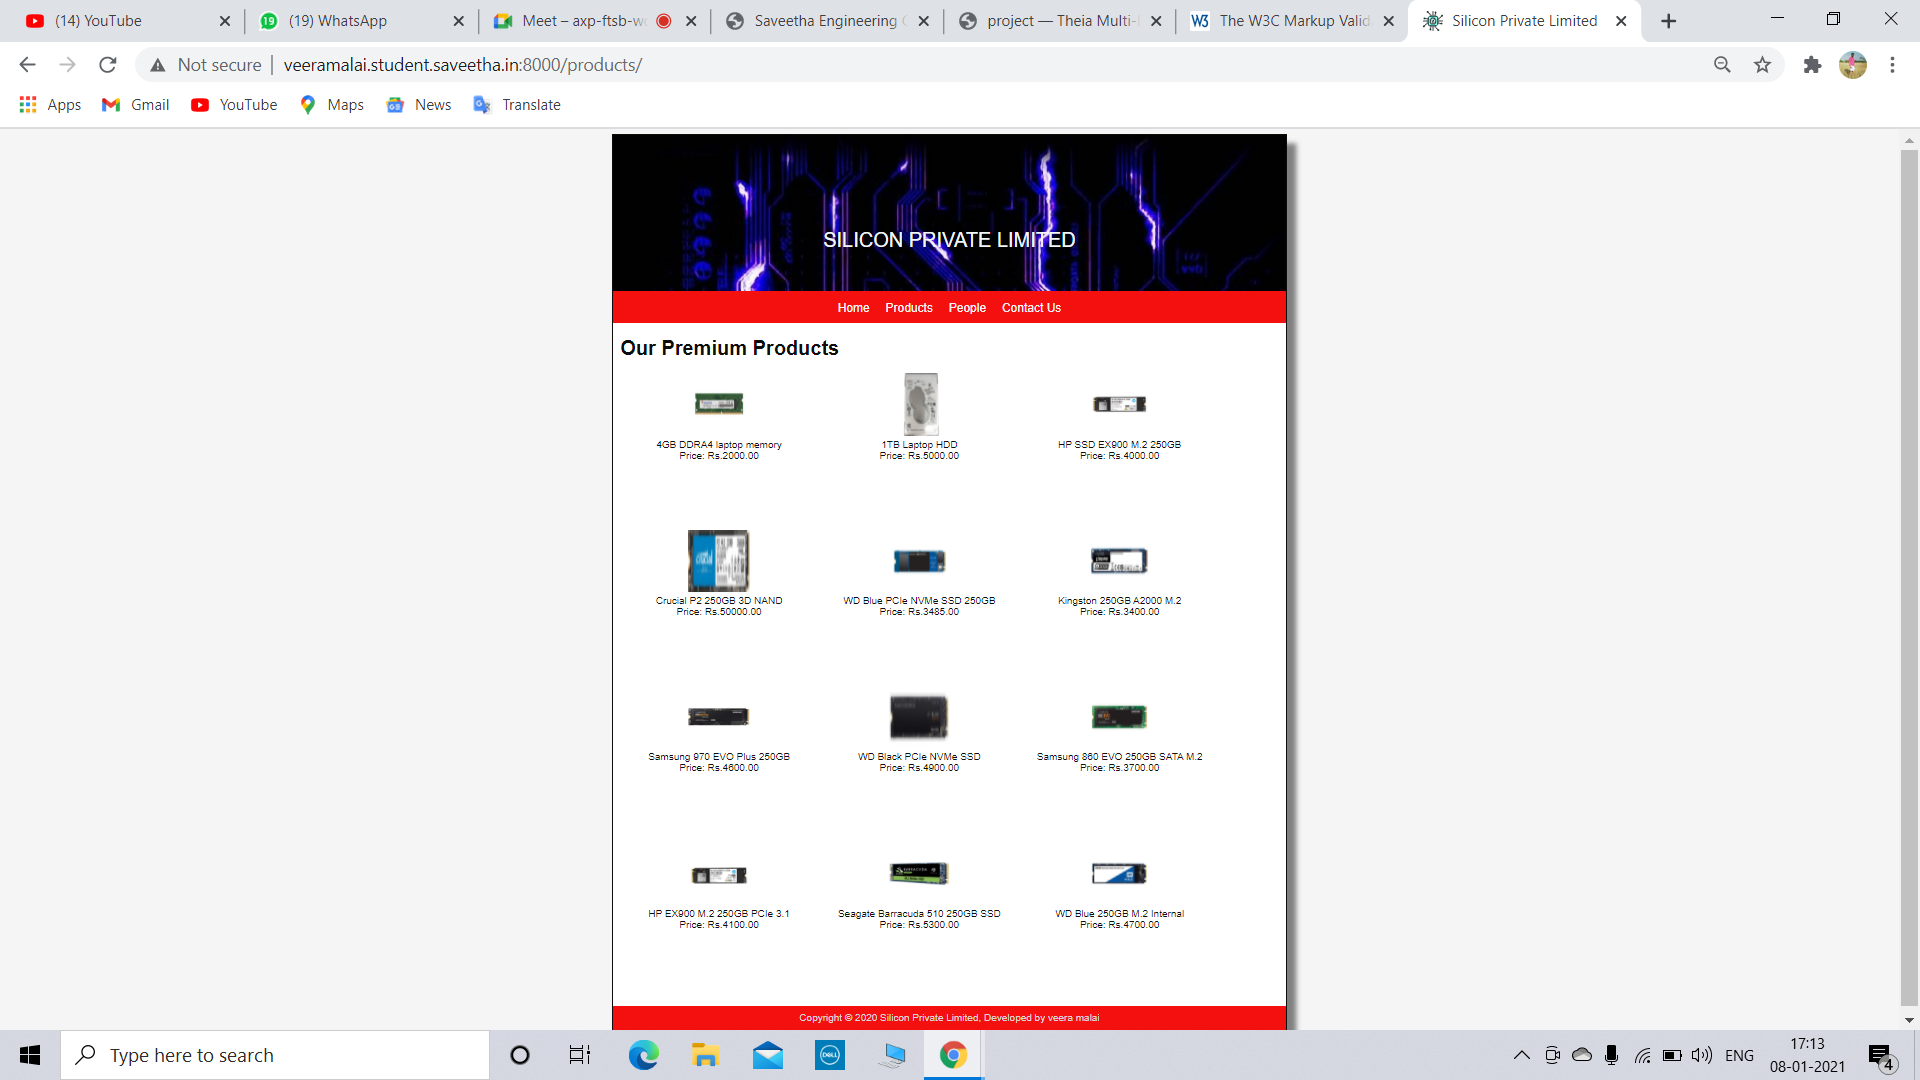 (14) YouTube
(19) WhatsApp
Meet – axp-ftsb-w
Saveetha Engineering
project — Theia Multi-
The W3C Markup Valid
Silicon Private Limited
Not secure
veeramalai.student.saveetha.in:8000/products/
Apps
Gmail
YouTube
Maps
News
Translate
SILICON PRIVATE LIMITED
Home Products People Contact Us
Our Premium Products
4GB DDRA4 laptop memory
Price: Rs.2000.00
1TB Laptop HDD
Price: Rs.5000.00
HP SSD EX900 M.2 250GB
Price: Rs.4000.00
Crucial P2 250GB 3D NAND
Price: Rs.50000.00
WD Blue PCIe NVMe SSD 250GB
Price: Rs.3485.00
Kingston 250GB A2000 M.2
Price: Rs.3400.00
Samsung 970 EVO Plus 250GB
Price: Rs.4600.00
WD Black PCIe NVMe SSD
Price: Rs.4900.00
Samsung 860 EVO 250GB SATA M.2
Price: Rs.3700.00
HP EX900 M.2 250GB PCIe 3.1
Price: Rs.4100.00
Seagate Barracuda 510 250GB SSD
Price: Rs.5300.00
WD Blue 250GB M.2 Internal
Price: Rs.4700.00
Copyright © 2020 Silicon Private Limited, Developed by veera malai
Type here to search
DELL
ENG
17:13
08-01-2021
4